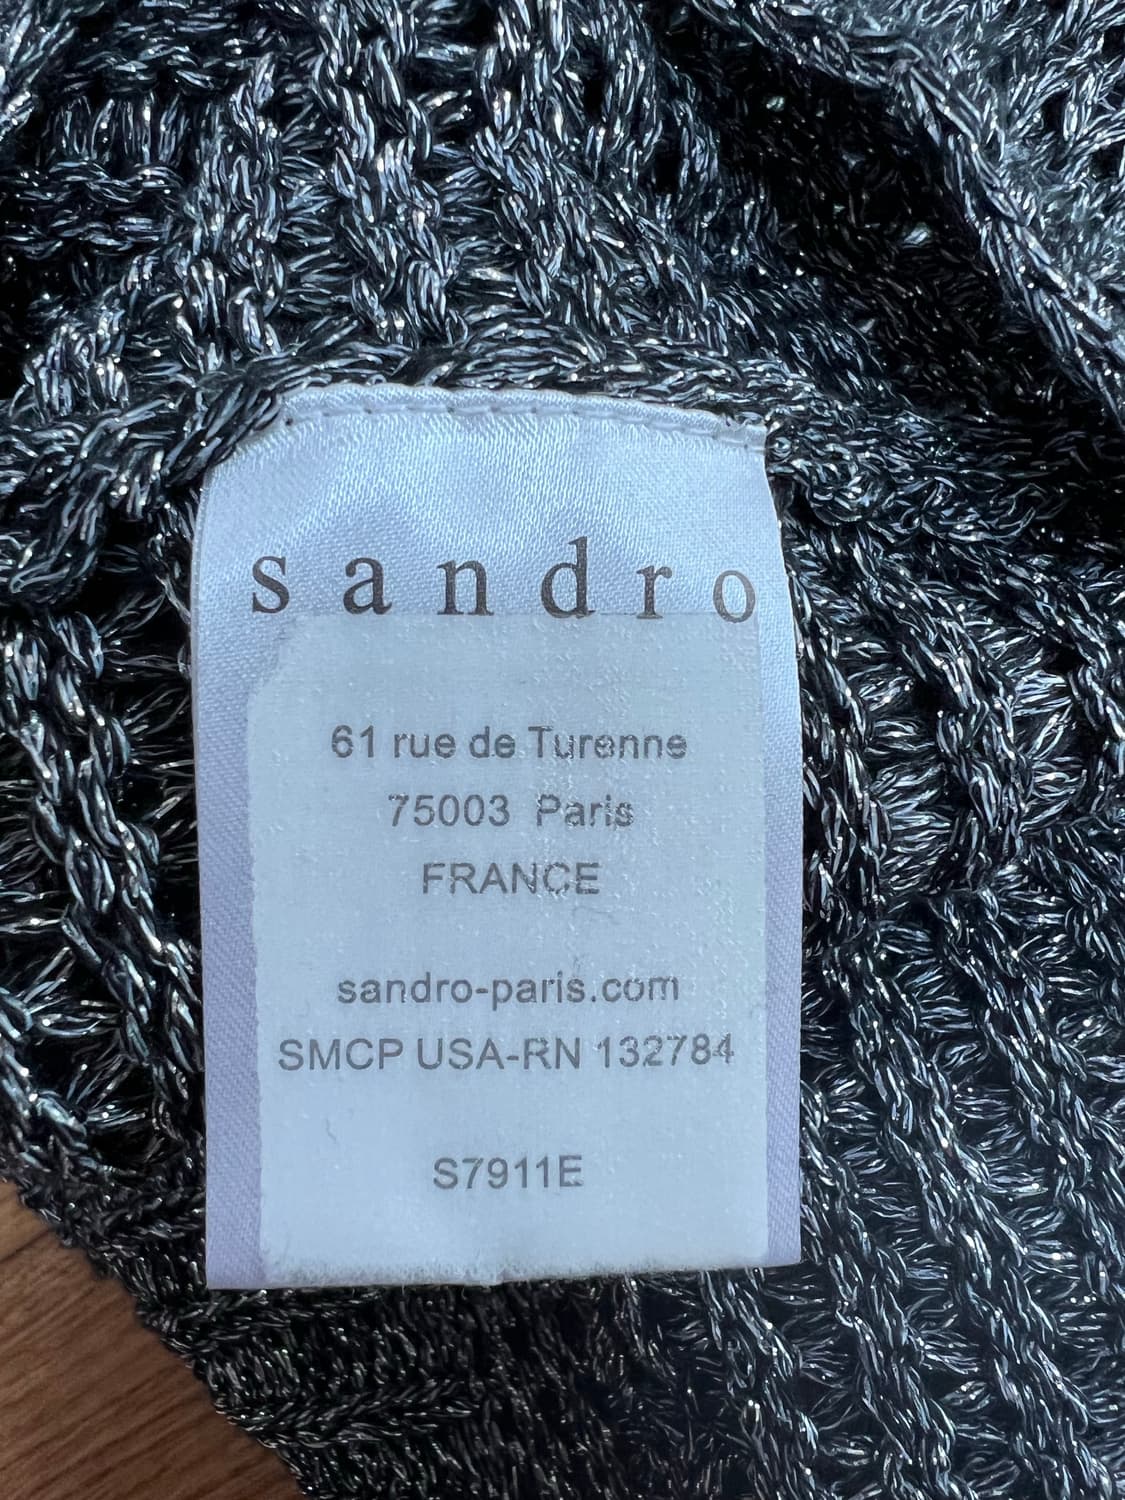 sandro
61 rue de Turenne
75003 Paris
FRANCE
sandro-paris.com
SMCP USA-RN 132784
S7911E